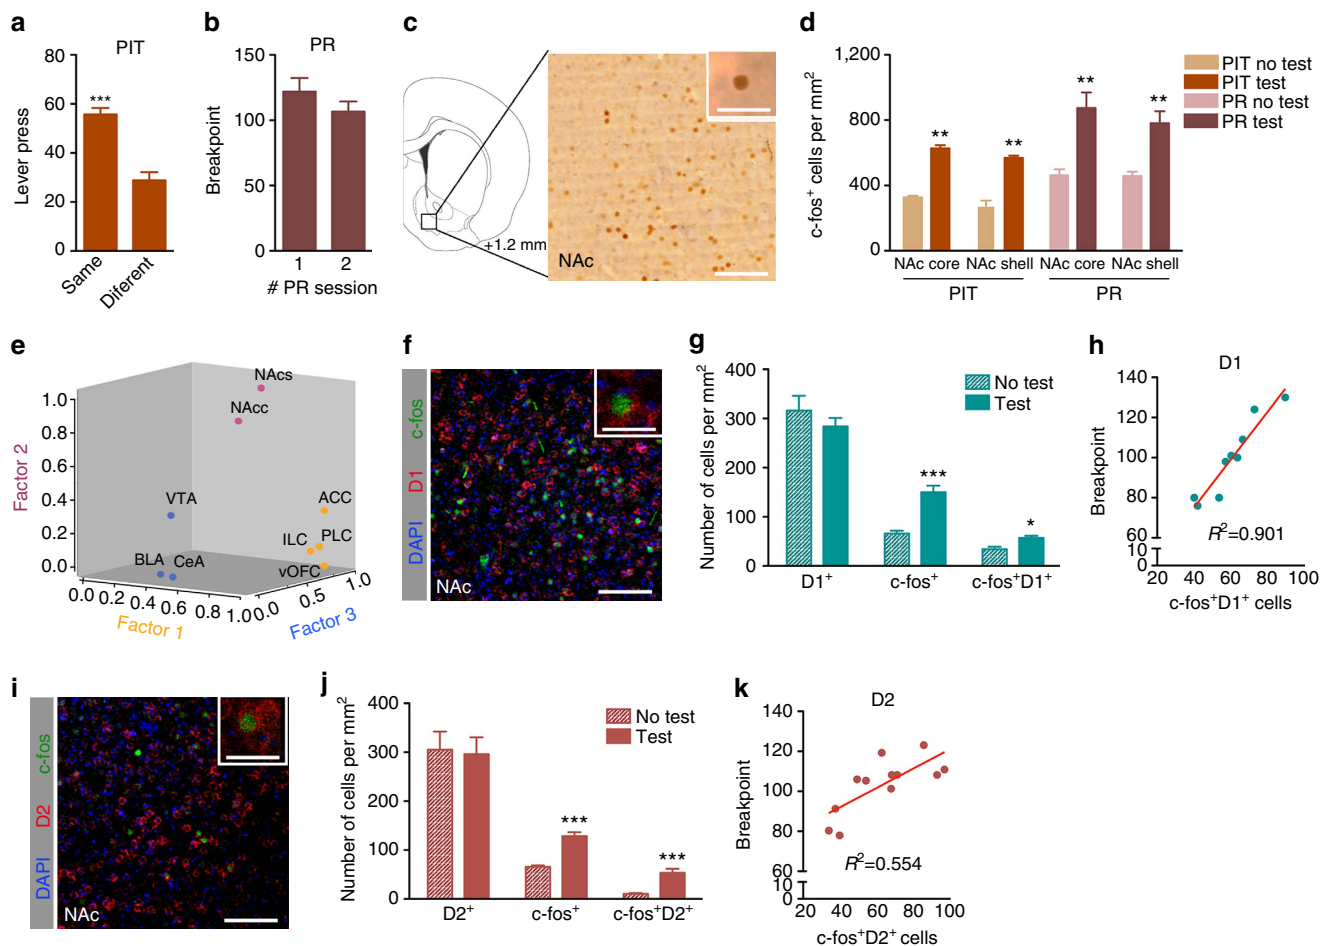 a
PIT
Lever press
80
60
40
20
0
***
Same
Diferent
b
PR
Breakpoint
150
100
50
0
1 2
# PR session
c
+1.2 mm
NAc
d
c-fos⁺ cells per mm²
1,200
800
400
0
** ** ** **
NAc core NAc shell NAc core NAc shell
PIT PR
PIT no test
PIT test
PR no test
PR test
e
Factor 2
1.0
0.8
0.6
0.4
0.2
0.0
NAcs
NAcc
VTA
ACC
ILC PLC
BLA CeA
vOFC
0.0 0.2 0.4 0.6 0.8 1.0
Factor 1
0.0 0.5 1.0
Factor 3
f
DAPI D1 c-fos
NAc
g
Number of cells per mm²
400
300
200
100
0
No test
Test
***
*
D1⁺ c-fos⁺ c-fos⁺D1⁺
h
D1
Breakpoint
140
120
100
80
60
10
0
R²=0.901
20 40 60 80 100
c-fos⁺D1⁺ cells
i
DAPI D2 c-fos
NAc
j
Number of cells per mm²
400
300
200
100
0
No test
Test
***
***
D2⁺ c-fos⁺ c-fos⁺D2⁺
k
D2
Breakpoint
140
120
100
80
60
10
0
R²=0.554
20 40 60 80 100
c-fos⁺D2⁺ cells